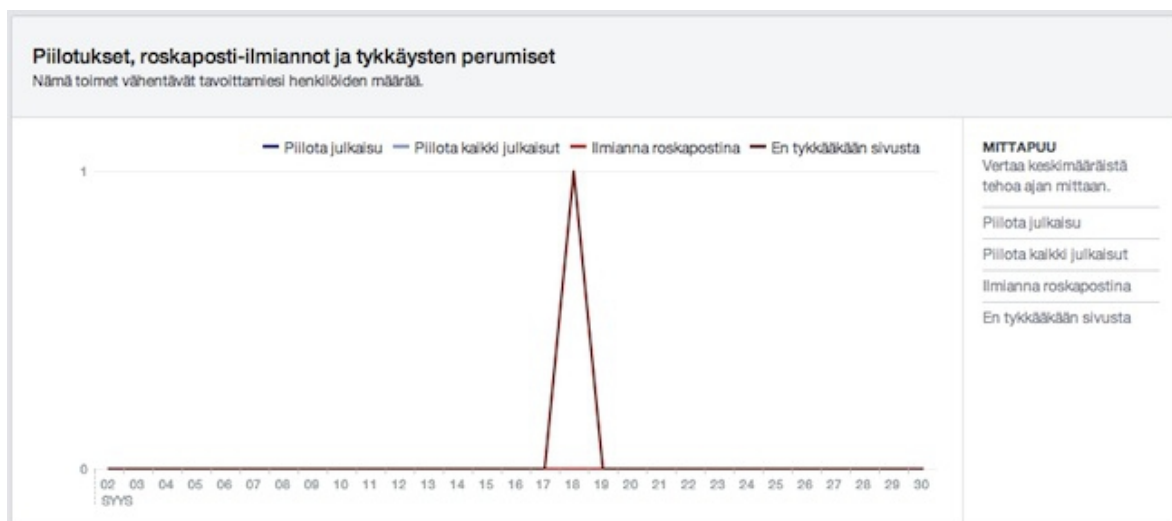 Piilotukset, roskaposti-ilmiannot ja tykkäysten perumiset
Nämä toimet vähentävät tavoittamiesi henkilöiden määrää.
Piilota julkaisu Piilota kaikki julkaisut Ilmianna roskapostina En tykkääkään sivusta
1
0
02 03 04 05 06 07 08 09 10 11 12 13 14 15 16 17 18 19 20 21 22 23 24 25 26 27 28 29 30
SYYS
MITTAPUU
Vertaa keskimääräistä
tehoa ajan mittaan.
Piilota julkaisu
Piilota kaikki julkaisut
Ilmianna roskapostina
En tykkääkään sivusta